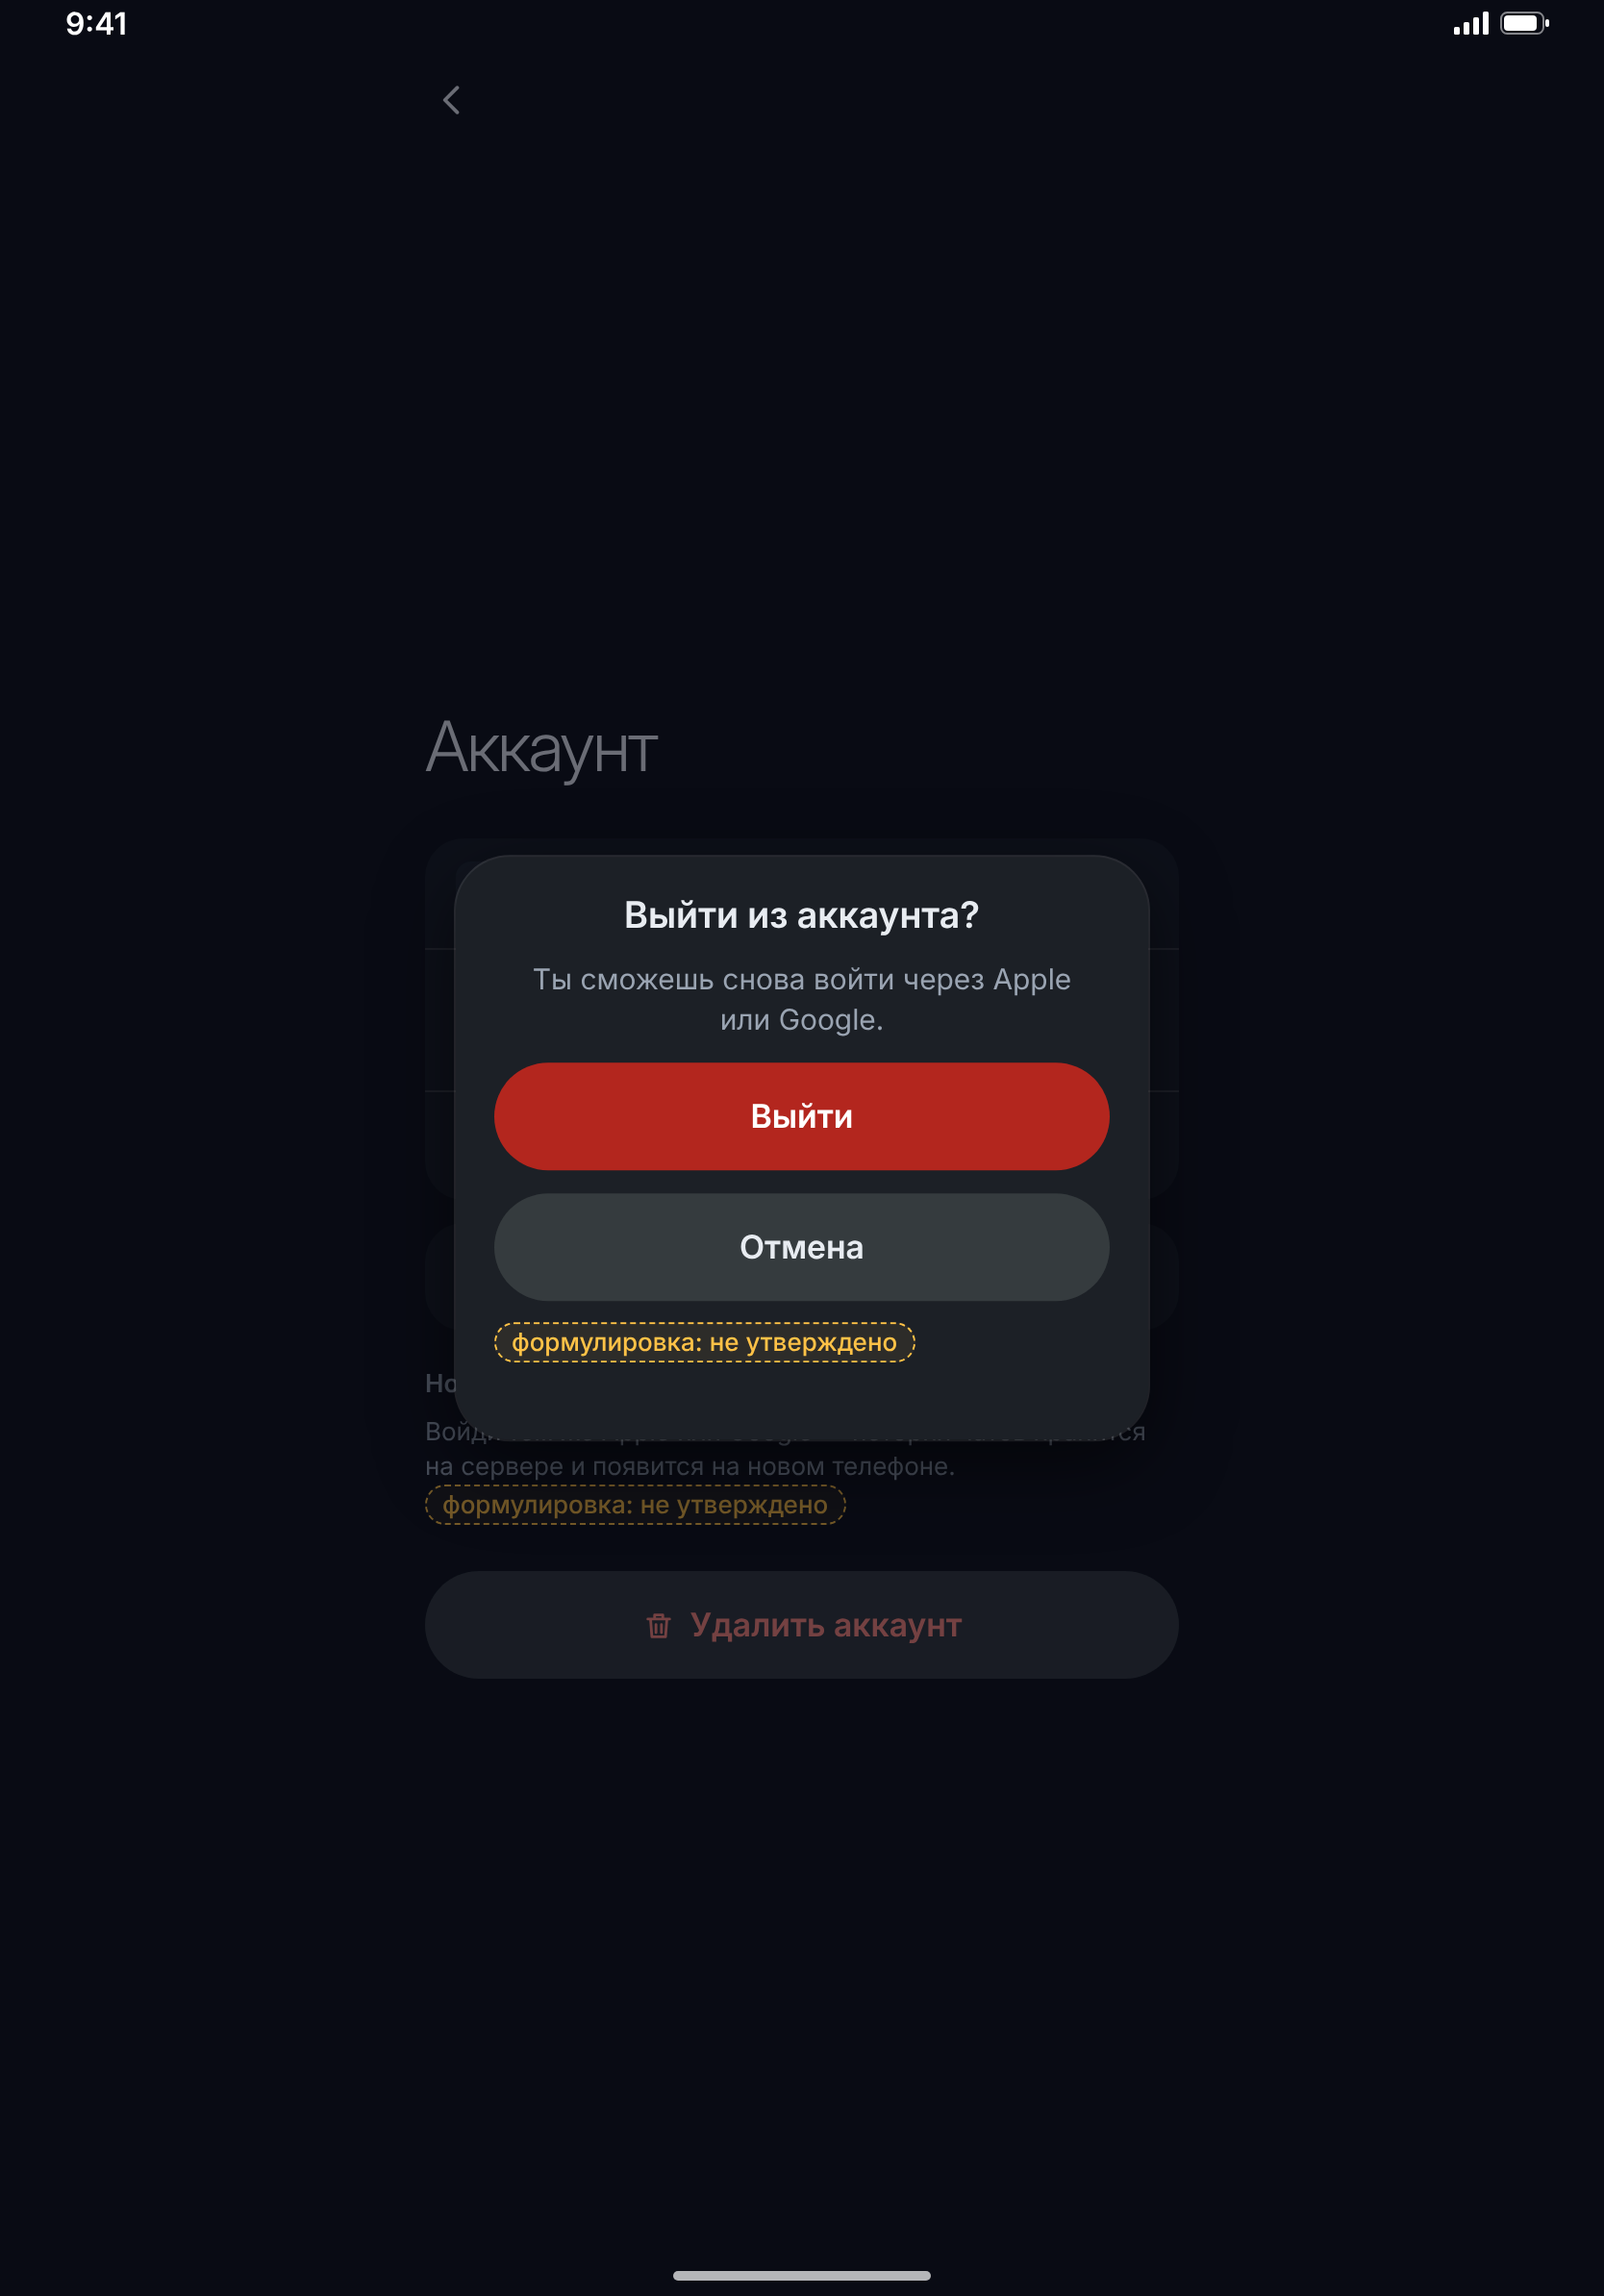 9:41
Аккаунт
Выйти из аккаунта?
Ты сможешь снова войти через Apple
или Google.
Выйти
Отмена
формулировка: не утверждено
на сервере и появится на новом телефоне.
формулировка: не утверждено
Удалить аккаунт